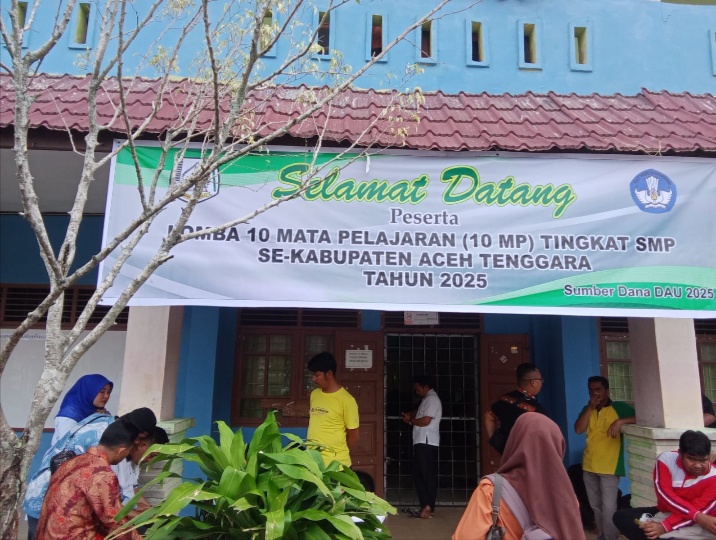 Selamat Datang
Peserta
LOMBA 10 MATA PELAJARAN (10 MP) TINGKAT SMP
SE-KABUPATEN ACEH TENGGARA
TAHUN 2025
Sumber Dana DAU 2025